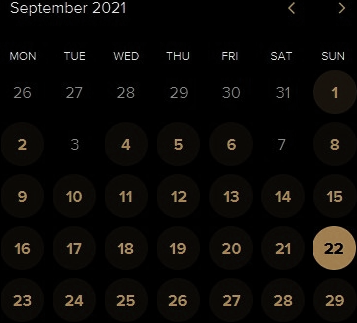 September 2021
MON TUE WED THU FRI SAT SUN
26 27 28 29 30 31 1
2 3 4 5 6 7 8
9 10 11 12 13 14 15
16 17 18 19 20 21 22
23 24 25 26 27 28 29